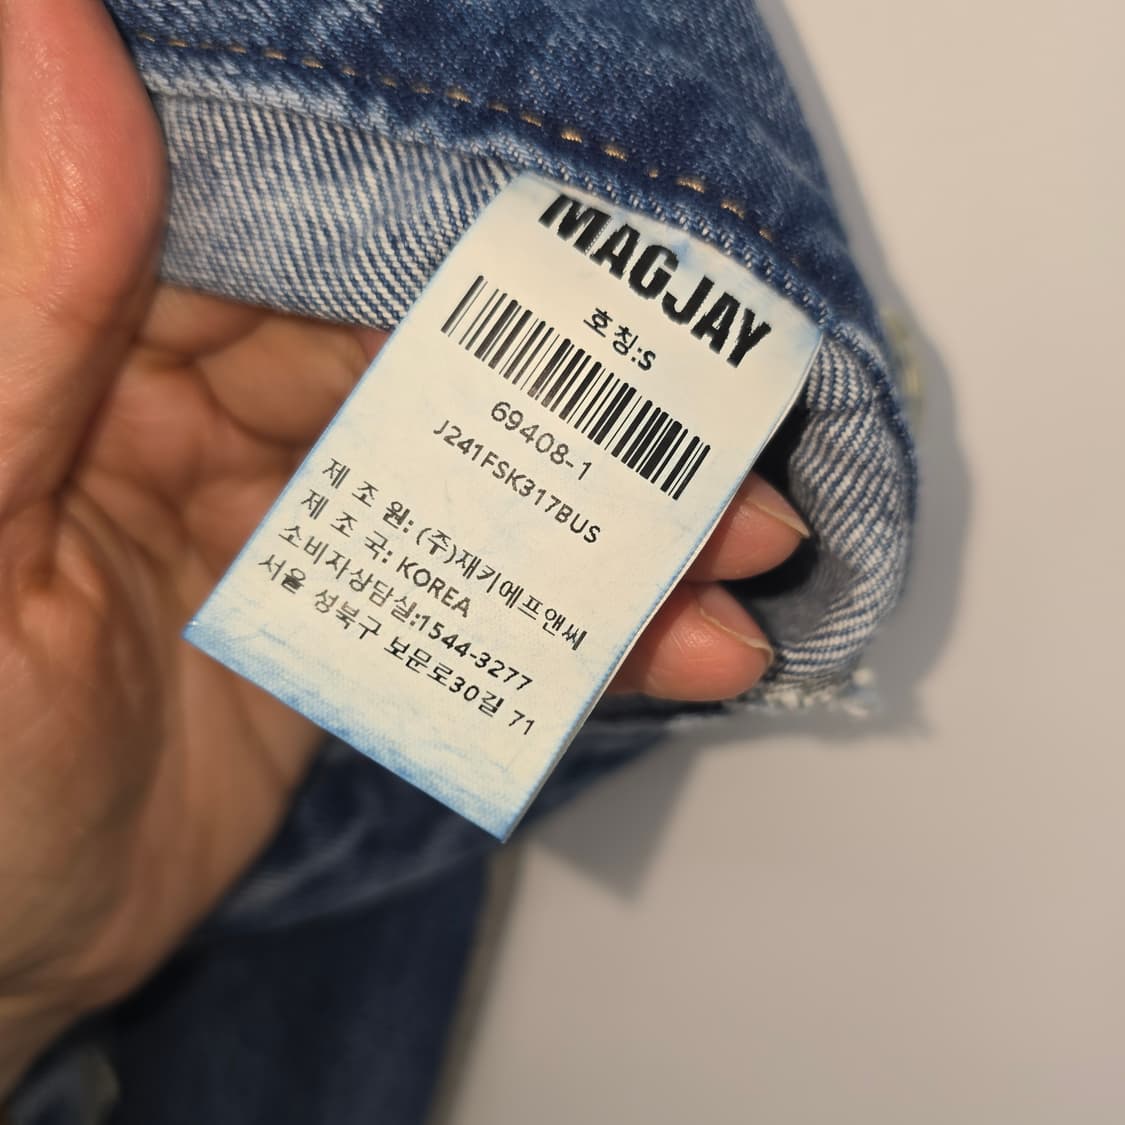 MAGJAY
호칭:S
69408-1
J241FSK317BUS
제 조 원: (주)재키에프앤씨
제 조 국: KOREA
소비자상담실:1544-3277
서울 성북구 보문로30길 71